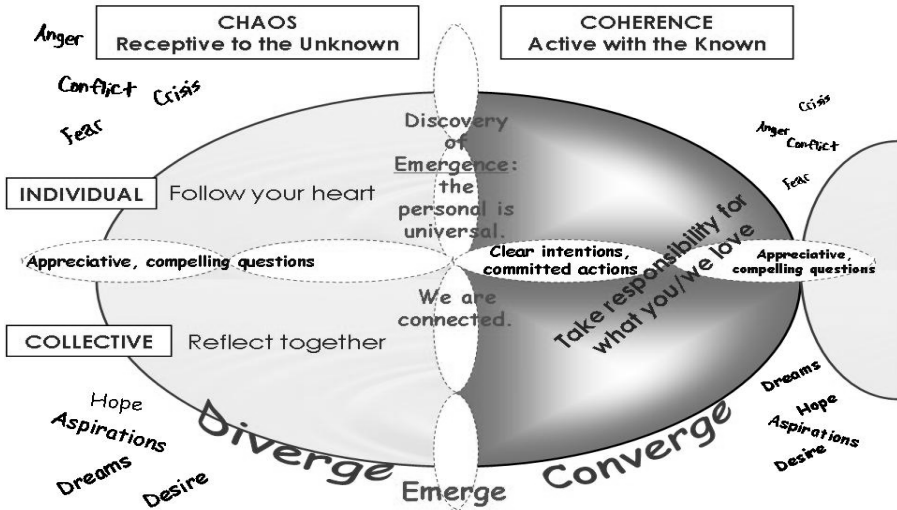 CHAOS
Receptive to the Unknown
COHERENCE
Active with the Known
Anger
Conflict
Crisis
Fear
Crisis
Anger
Conflict
Fear
Discovery
of
Emergence:
the
personal is
universal.
INDIVIDUAL
Follow your heart
Appreciative, compelling questions
Clear intentions,
committed actions
Appreciative,
compelling questions
Take responsibility for
what you/we love
We are
connected.
COLLECTIVE
Reflect together
Hope
Aspirations
Dreams
Desire
Diverge
Emerge
Converge
Dreams
Hope
Aspirations
Desire